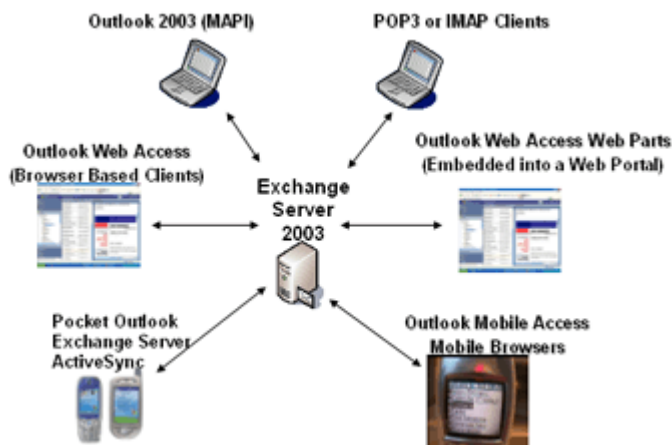 Outlook 2003 (MAPI)
POP3 or IMAP Clients
Outlook Web Access
(Browser Based Clients)
Outlook Web Access Web Parts
(Embedded into a Web Portal)
Exchange
Server
2003
Pocket Outlook
Exchange Server
ActiveSync
Outlook Mobile Access
Mobile Browsers